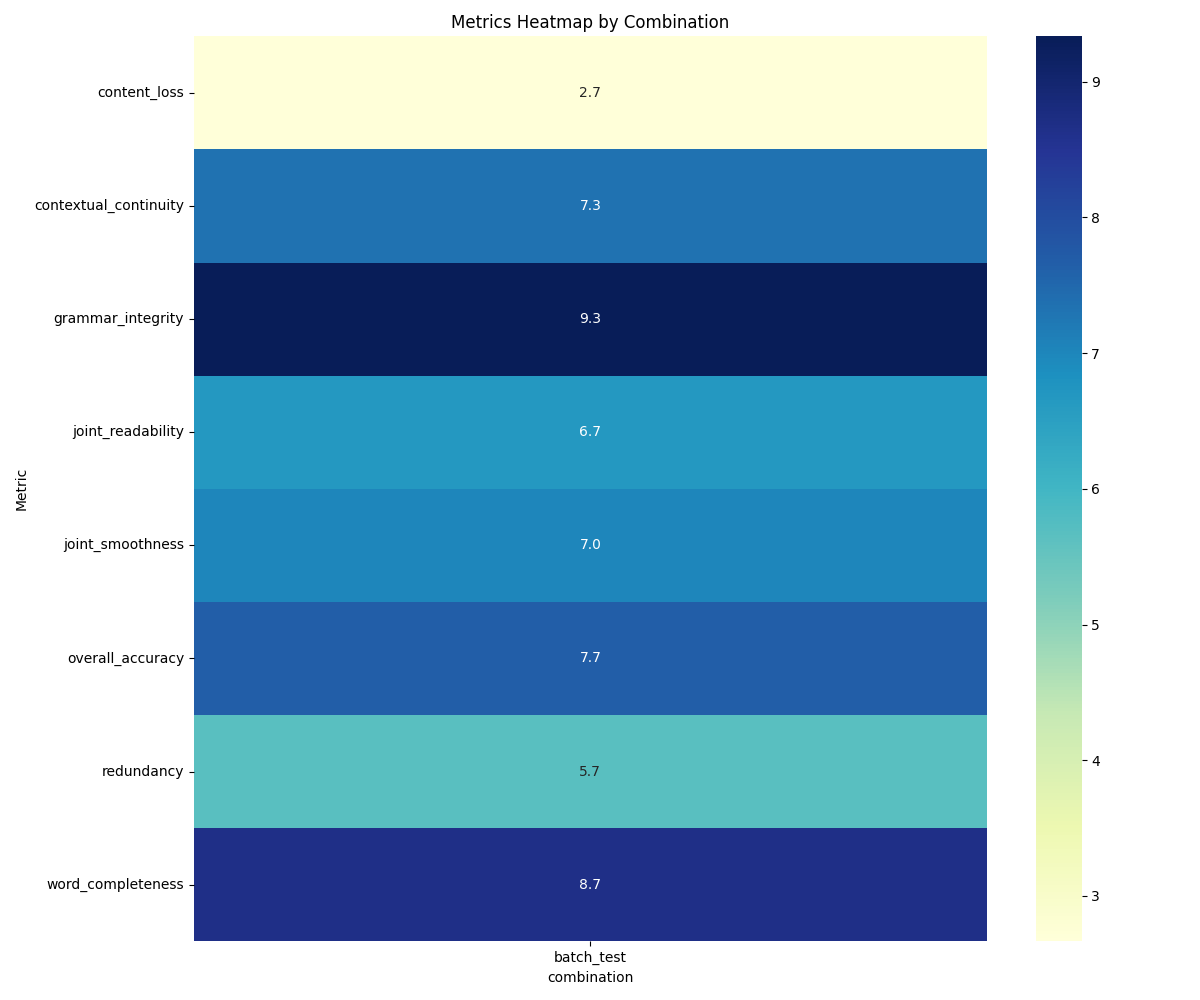 Metrics Heatmap by Combination
content_loss
2.7
contextual_continuity
7.3
grammar_integrity
9.3
joint_readability
6.7
joint_smoothness
7.0
overall_accuracy
7.7
redundancy
5.7
word_completeness
8.7
Metric
batch_test
combination
9
8
7
6
5
4
3